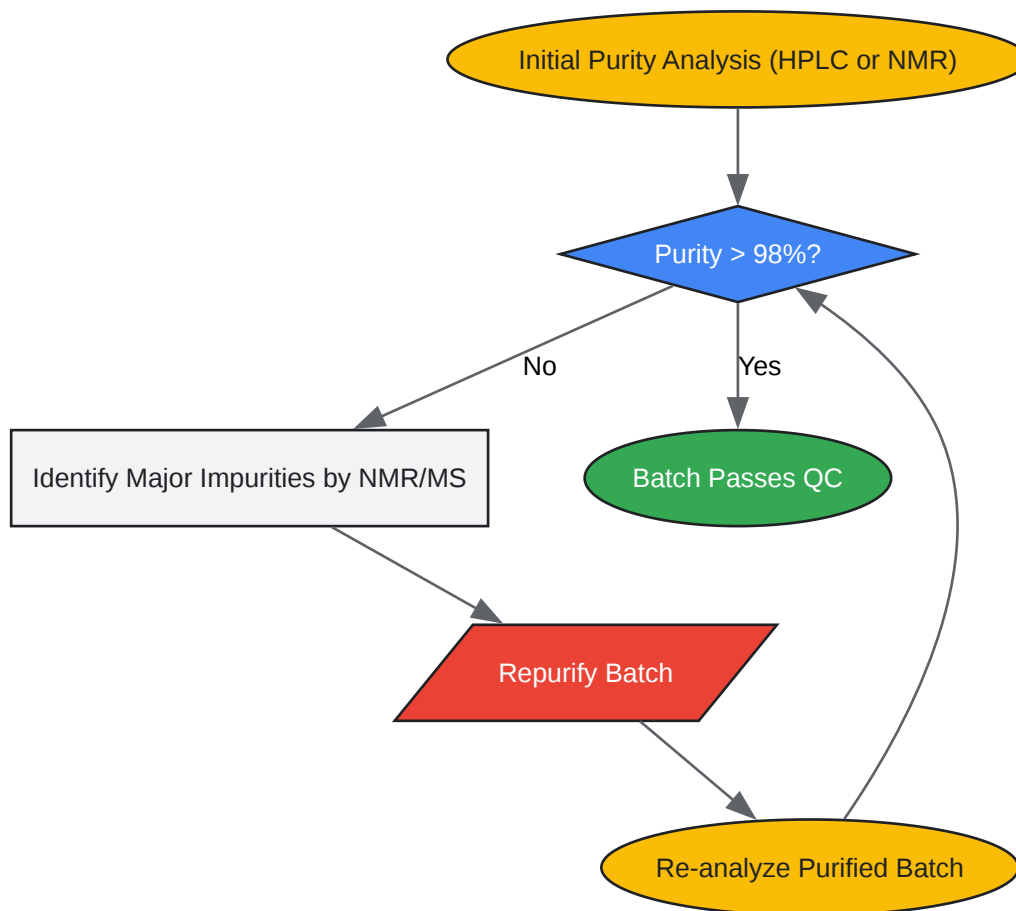 Initial Purity Analysis (HPLC or NMR)
Purity > 98%?
No
Yes
Identify Major Impurities by NMR/MS
Batch Passes QC
Repurify Batch
Re-analyze Purified Batch